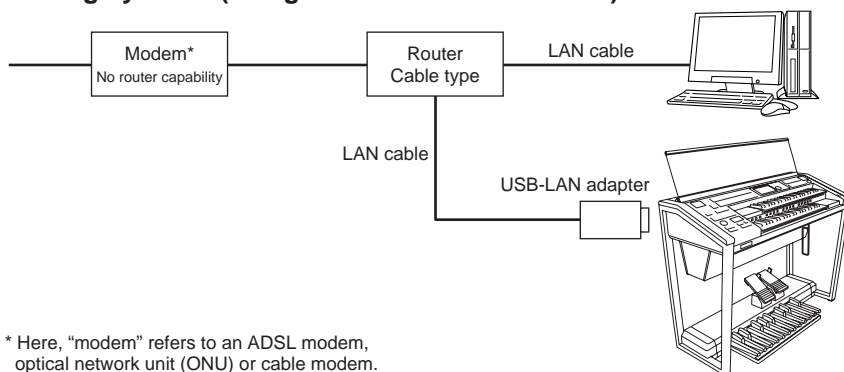 Modem*
No router capability
Router
Cable type
LAN cable
LAN cable
USB-LAN adapter
* Here, “modem” refers to an ADSL modem,
optical network unit (ONU) or cable modem.